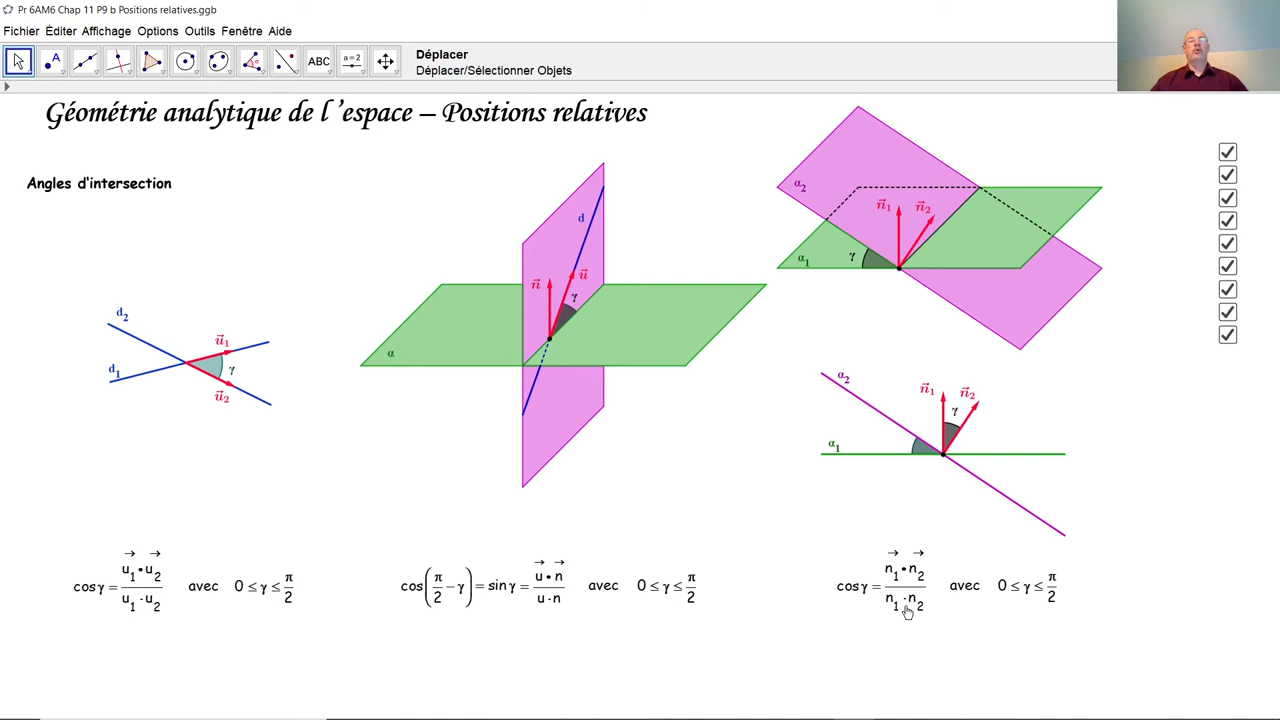 Pr 6AM6 Chap 11 P9 b Positions relatives.ggb
Fichier Éditer Affichage Options Outils Fenêtre Aide
A ABC a=2
Déplacer
Déplacer/Sélectionner Objets
Géométrie analytique de l ’espace – Positions relatives
Angles d'intersection
d₂
d₁
u⃗₁
γ
u⃗₂
d
n⃗
u⃗
γ
α
α₂
n⃗₁
n⃗₂
γ
α₁
α₂
n⃗₁
n⃗₂
γ
α₁
cos γ = (u⃗₁ • u⃗₂)/(u₁ · u₂) avec 0 ≤ γ ≤ π/2
cos(π/2 − γ) = sin γ = (u⃗ • n⃗)/(u · n) avec 0 ≤ γ ≤ π/2
cos γ = (n⃗₁ • n⃗₂)/(n₁ · n₂) avec 0 ≤ γ ≤ π/2